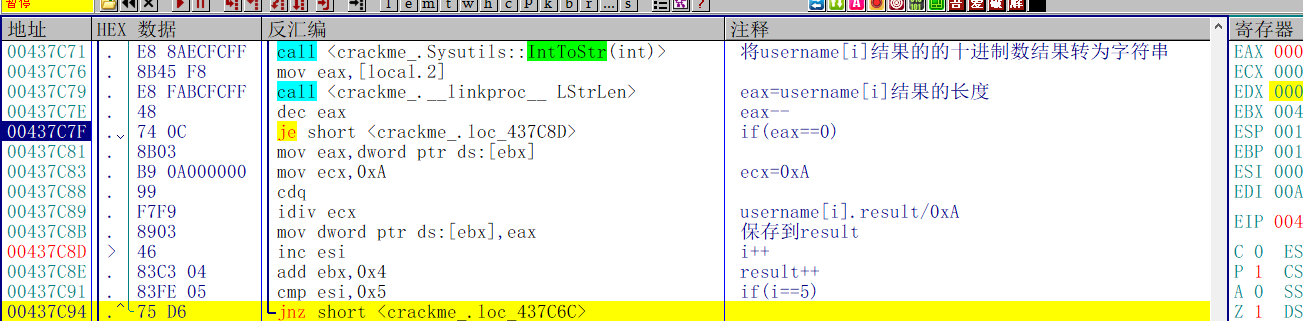 暂停 l e m t w h c p k b r ... s
地址 HEX 数据 反汇编 注释 寄存器
00437C71 . E8 8AECFCFF call <crackme_.Sysutils::IntToStr(int)> 将username[i]结果的的十进制数结果转为字符串 EAX 000
00437C76 . 8B45 F8 mov eax,[local.2] ECX 000
00437C79 . E8 FABCFCFF call <crackme_.__linkproc__ LStrLen> eax=username[i]结果的长度 EDX 000
00437C7E . 48 dec eax eax-- EBX 004
00437C7F . 74 0C je short <crackme_.loc_437C8D> if(eax==0) ESP 001
00437C81 . 8B03 mov eax,dword ptr ds:[ebx] EBP 001
00437C83 . B9 0A000000 mov ecx,0xA ecx=0xA ESI 000
00437C88 . 99 cdq EDI 00A
00437C89 . F7F9 idiv ecx username[i].result/0xA
00437C8B . 8903 mov dword ptr ds:[ebx],eax 保存到result EIP 004
00437C8D > 46 inc esi i++ C 0 ES
00437C8E . 83C3 04 add ebx,0x4 result++ P 1 CS
00437C91 . 83FE 05 cmp esi,0x5 if(i==5) A 0 SS
00437C94 .^ 75 D6 jnz short <crackme_.loc_437C6C> Z 1 DS